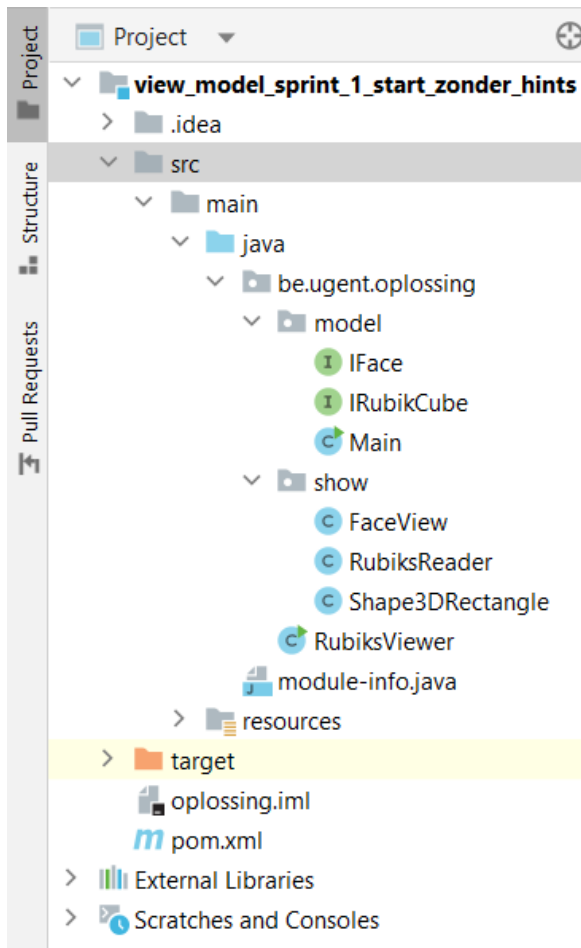 Project
Structure
Pull Requests
Project
view_model_sprint_1_start_zonder_hints
.idea
src
main
java
be.ugent.oplossing
model
I IFace
I IRubikCube
C Main
show
C FaceView
C RubiksReader
C Shape3DRectangle
C RubiksViewer
J module-info.java
resources
target
oplossing.iml
m pom.xml
External Libraries
Scratches and Consoles